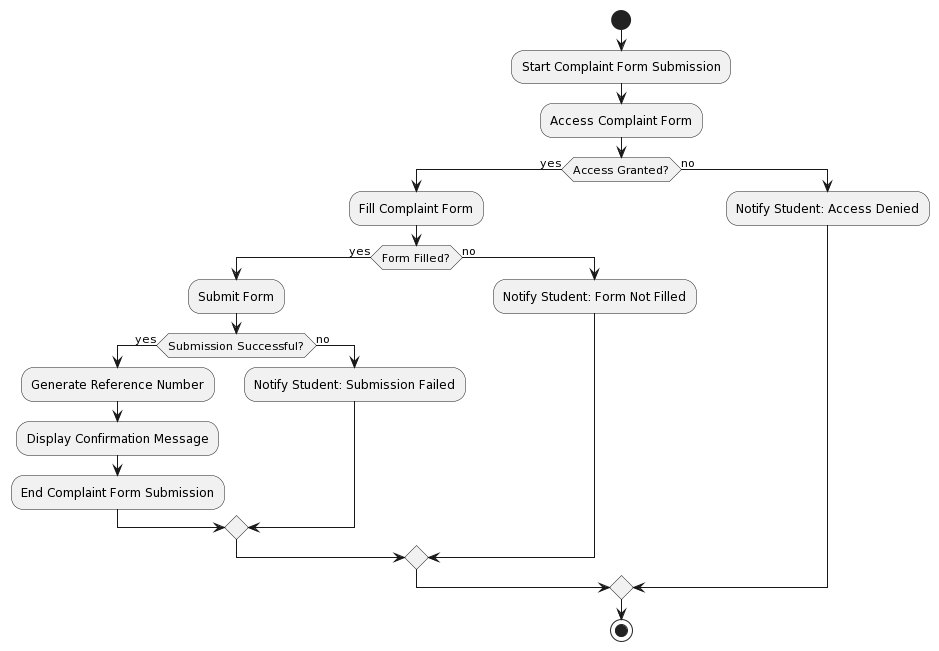 Start Complaint Form Submission
Access Complaint Form
yes
Access Granted?
no
Fill Complaint Form
Notify Student: Access Denied
yes
Form Filled?
no
Submit Form
Notify Student: Form Not Filled
yes
Submission Successful?
no
Generate Reference Number
Notify Student: Submission Failed
Display Confirmation Message
End Complaint Form Submission